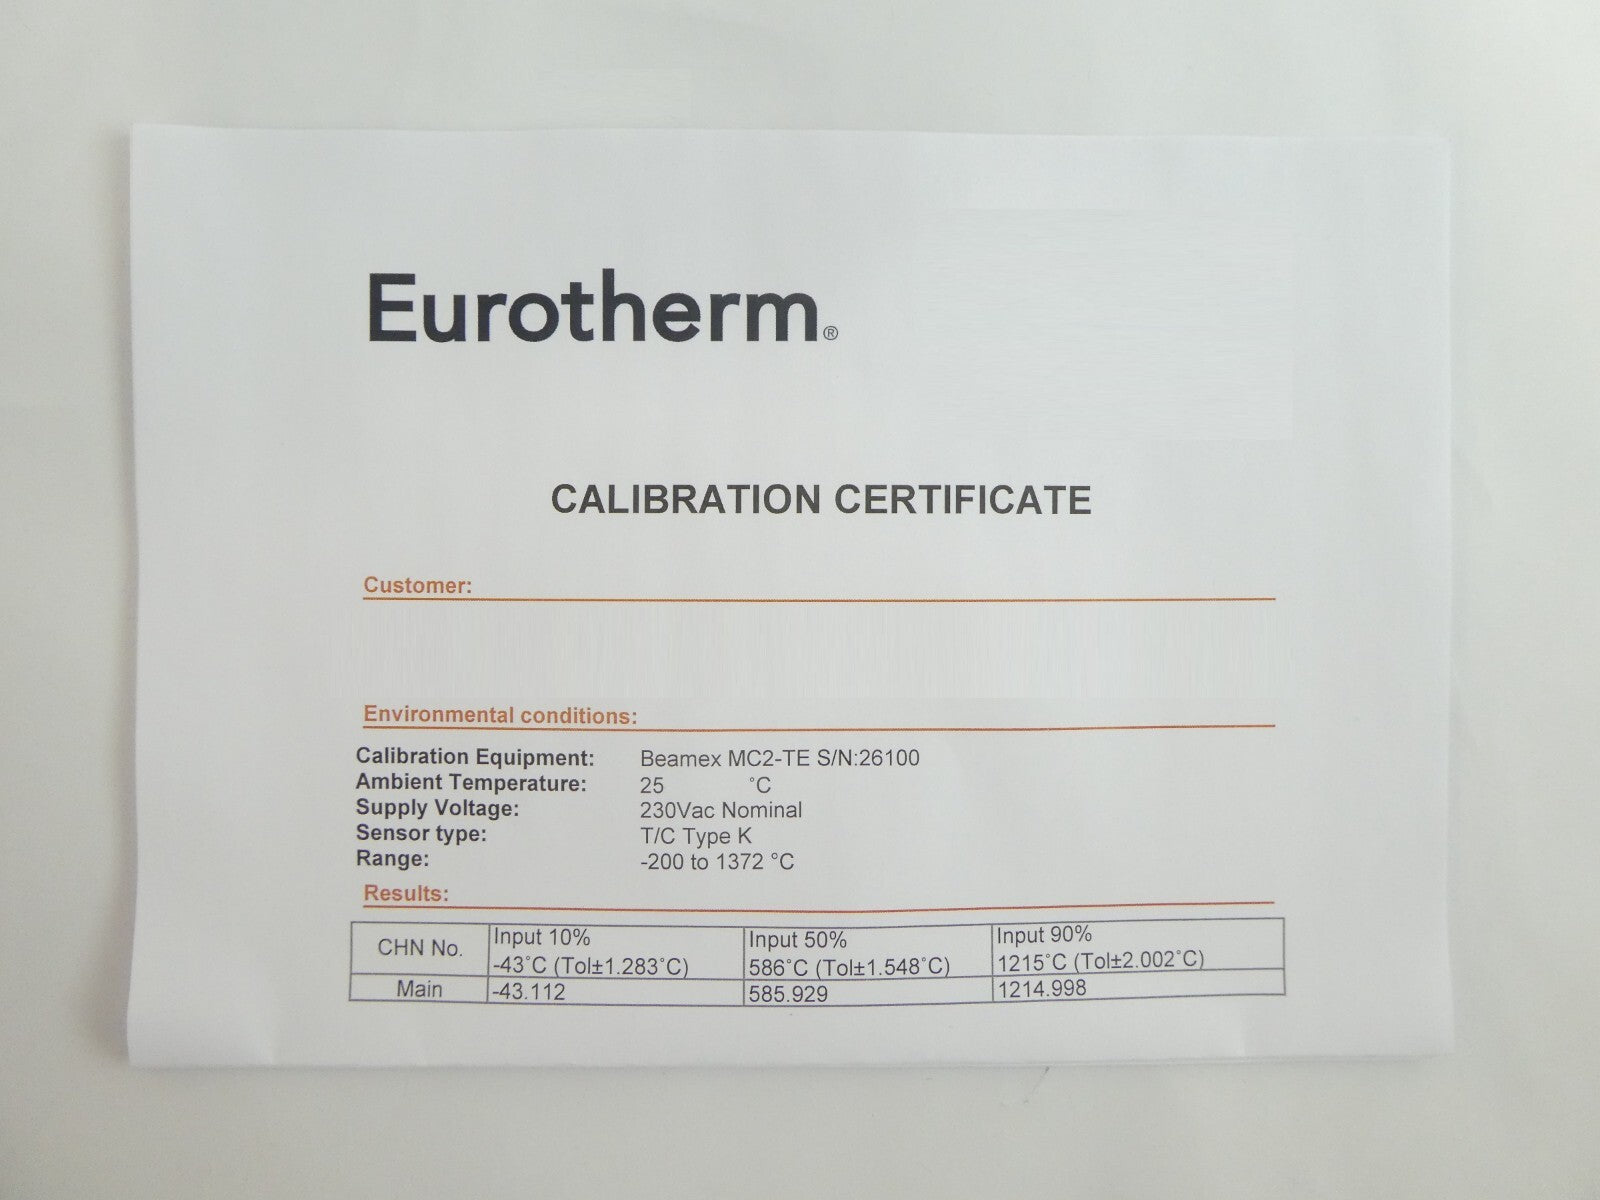 Eurotherm®
CALIBRATION CERTIFICATE
Customer:
Environmental conditions:
Calibration Equipment: Beamex MC2-TE S/N:26100
Ambient Temperature: 25 °C
Supply Voltage: 230Vac Nominal
Sensor type: T/C Type K
Range: -200 to 1372 °C
Results:
CHN No. Input 10% Input 50% Input 90%
-43°C (Tol±1.283°C) 586°C (Tol±1.548°C) 1215°C (Tol±2.002°C)
Main -43.112 585.929 1214.998